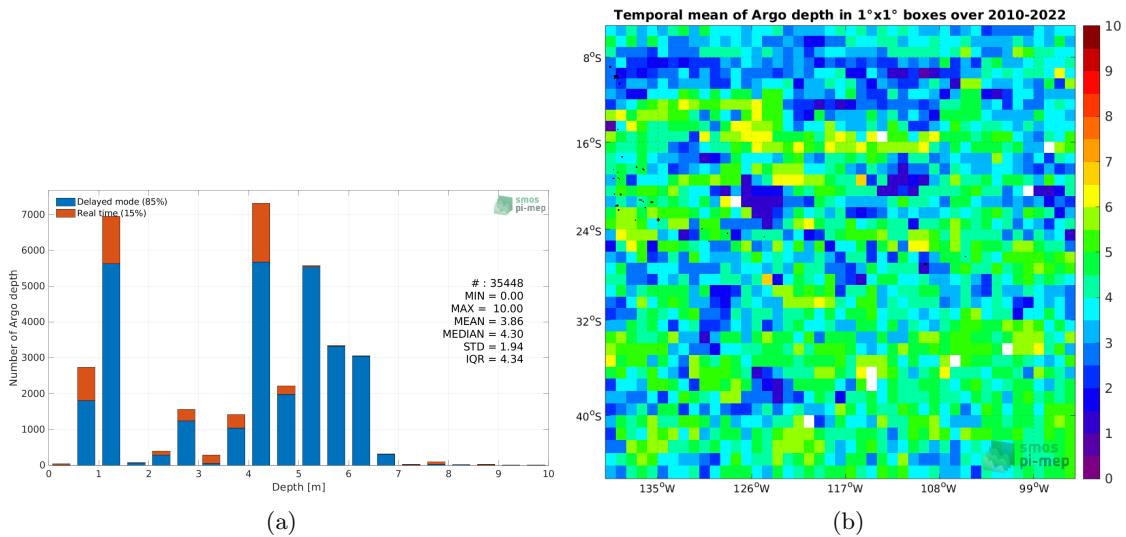 Delayed mode (85%)
Real time (15%)
smos
pi-mep
Number of Argo depth
7000
6000
5000
4000
3000
2000
1000
0
# : 35448
MIN = 0.00
MAX = 10.00
MEAN = 3.86
MEDIAN = 4.30
STD = 1.94
IQR = 4.34
0 1 2 3 4 5 6 7 8 9 10
Depth [m]
(a)
Temporal mean of Argo depth in 1°x1° boxes over 2010-2022
8°S
16°S
24°S
32°S
40°S
135°W 126°W 117°W 108°W 99°W
smos
pi-mep
10
9
8
7
6
5
4
3
2
1
0
(b)